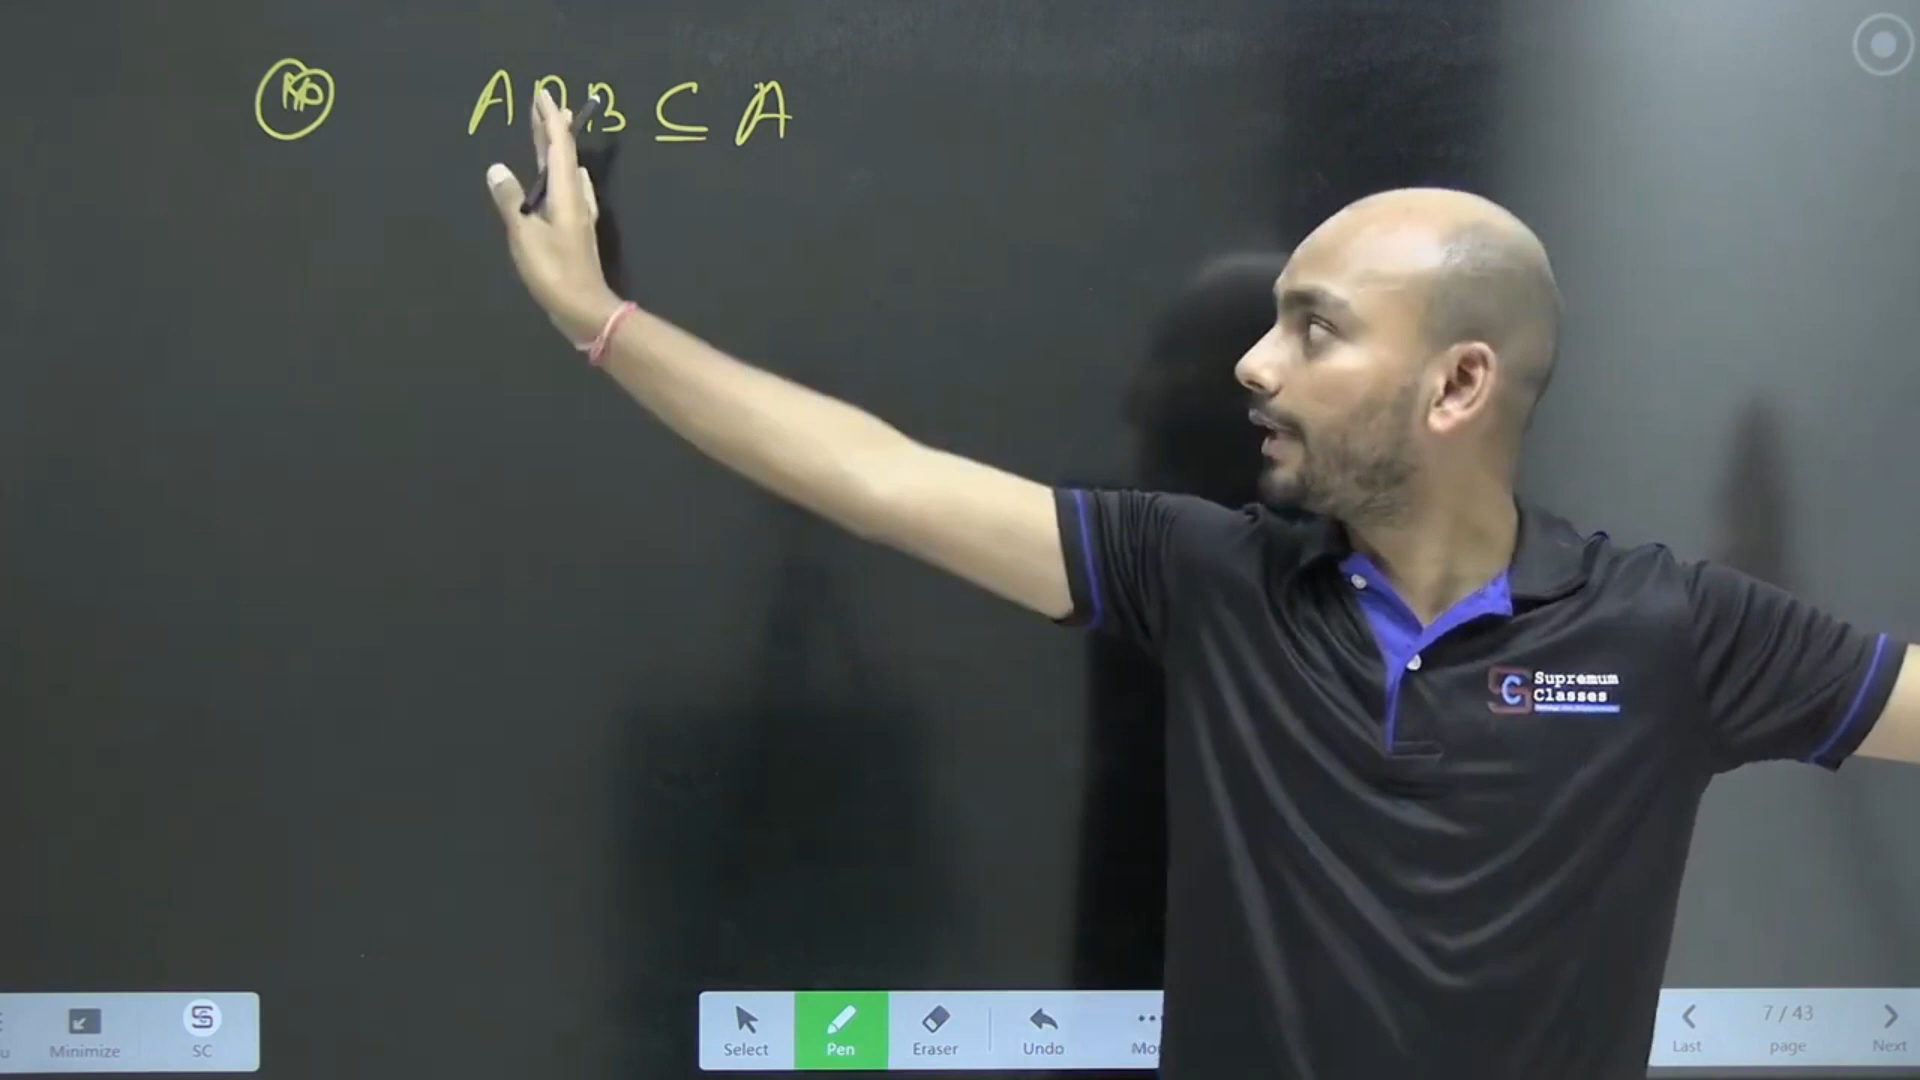 A ∩ B ⊆ A
Supremum
Classes
Minimize
SC
Select
Pen
Eraser
Undo
Last
7 / 43
page
Next